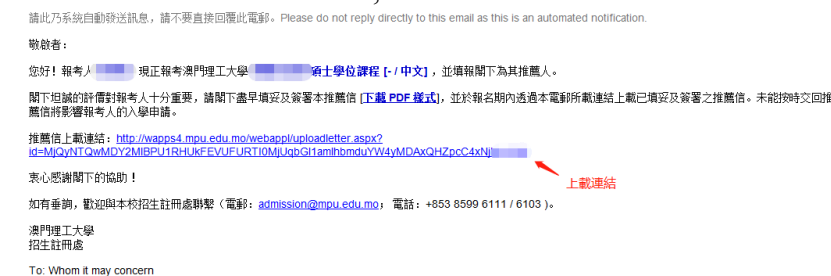 請此乃系統自動發送訊息，請不要直接回覆此電郵。Please do not reply directly to this email as this is an automated notification.
敬啟者：
您好！報考人 現正報考澳門理工大學 碩士學位課程 [- / 中文]，並填報閣下為其推薦人。
閣下坦誠的評價對報考人十分重要，請閣下盡早填妥及簽署本推薦信 [下載 PDF 樣式]，並於報名期內透過本電郵所載連結上載已填妥及簽署之推薦信。未能按時交回推
薦信將影響報考人的入學申請。
推薦信上載連結：http://wapps4.mpu.edu.mo/webappl/uploadletter.aspx?
id=MjQyNTQwMDY2MIBPU1RHUkFEVUFURTI0MjUqbGI1amlhbmduYW4yMDAxQHZpcC4xNj
上載連結
衷心感謝閣下的協助！
如有垂詢，歡迎與本校招生註冊處聯繫（電郵：admission@mpu.edu.mo；電話：+853 8599 6111 / 6103 )。
澳門理工大學
招生註冊處
To: Whom it may concern